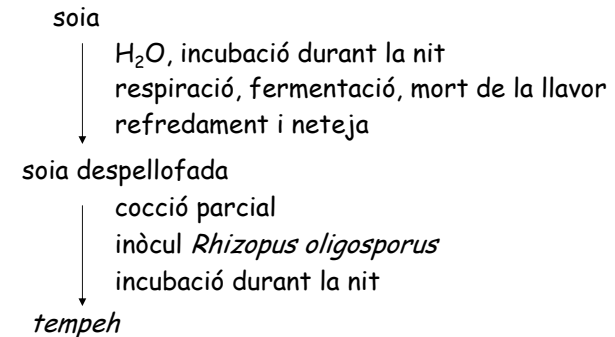 soia
H₂O, incubació durant la nit
respiració, fermentació, mort de la llavor
refredament i neteja
soia despellofada
cocció parcial
inòcul Rhizopus oligosporus
incubació durant la nit
tempeh